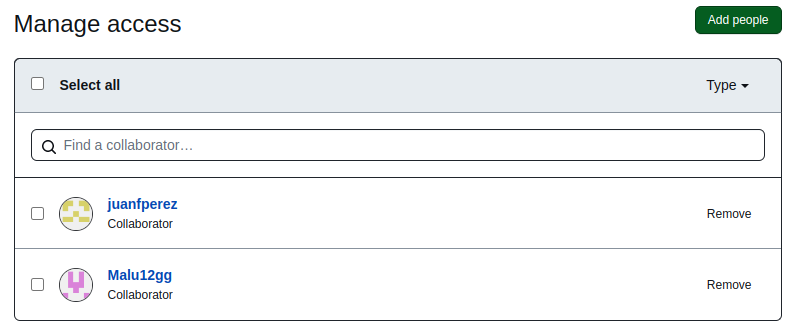 Manage access
Add people
Select all
Type
Find a collaborator…
juanfperez
Collaborator
Remove
Malu12gg
Collaborator
Remove